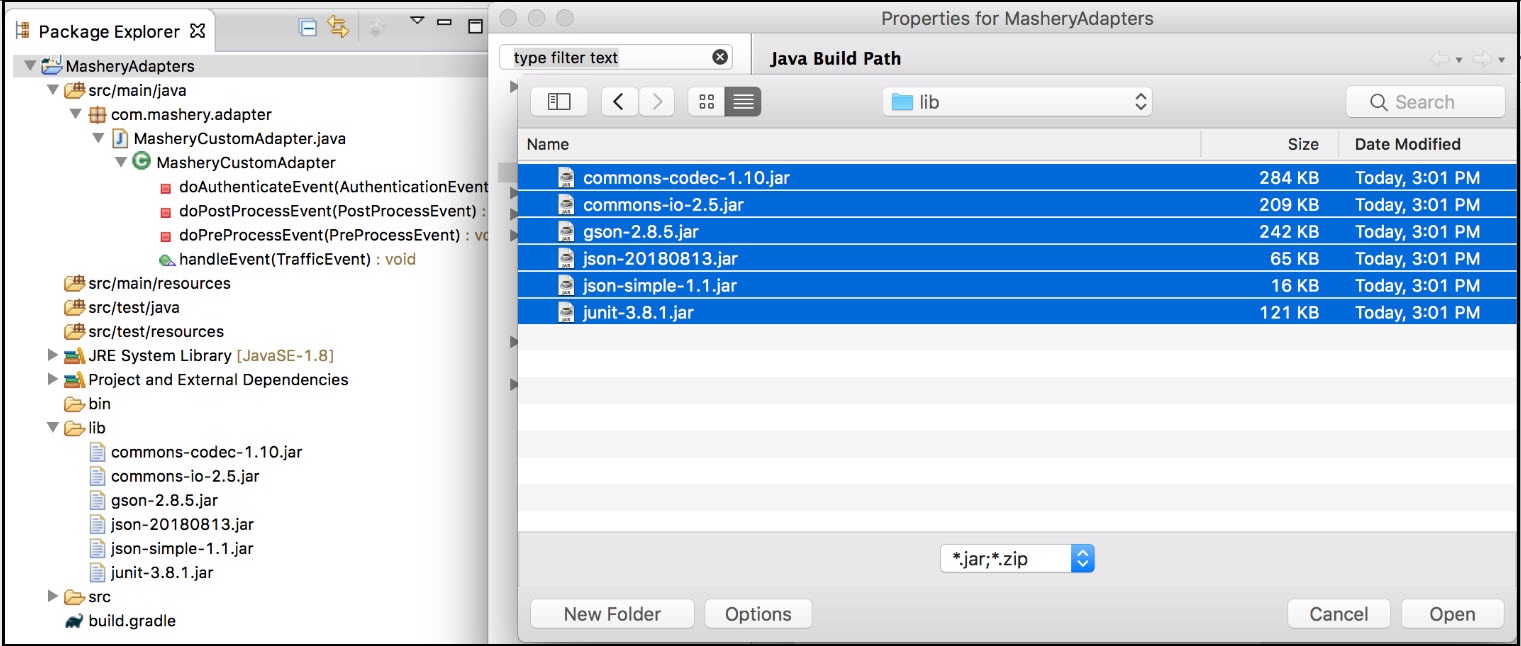 Package Explorer
MasheryAdapters
src/main/java
com.mashery.adapter
MasheryCustomAdapter.java
MasheryCustomAdapter
doAuthenticateEvent(AuthenticationEvent
doPostProcessEvent(PostProcessEvent) :
doPreProcessEvent(PreProcessEvent) : vo
handleEvent(TrafficEvent) : void
src/main/resources
src/test/java
src/test/resources
JRE System Library [JavaSE-1.8]
Project and External Dependencies
bin
lib
commons-codec-1.10.jar
commons-io-2.5.jar
gson-2.8.5.jar
json-20180813.jar
json-simple-1.1.jar
junit-3.8.1.jar
src
build.gradle
Properties for MasheryAdapters
type filter text
Java Build Path
lib
Search
Name Size Date Modified
commons-codec-1.10.jar 284 KB Today, 3:01 PM
commons-io-2.5.jar 209 KB Today, 3:01 PM
gson-2.8.5.jar 242 KB Today, 3:01 PM
json-20180813.jar 65 KB Today, 3:01 PM
json-simple-1.1.jar 16 KB Today, 3:01 PM
junit-3.8.1.jar 121 KB Today, 3:01 PM
*.jar;*.zip
New Folder Options Cancel Open